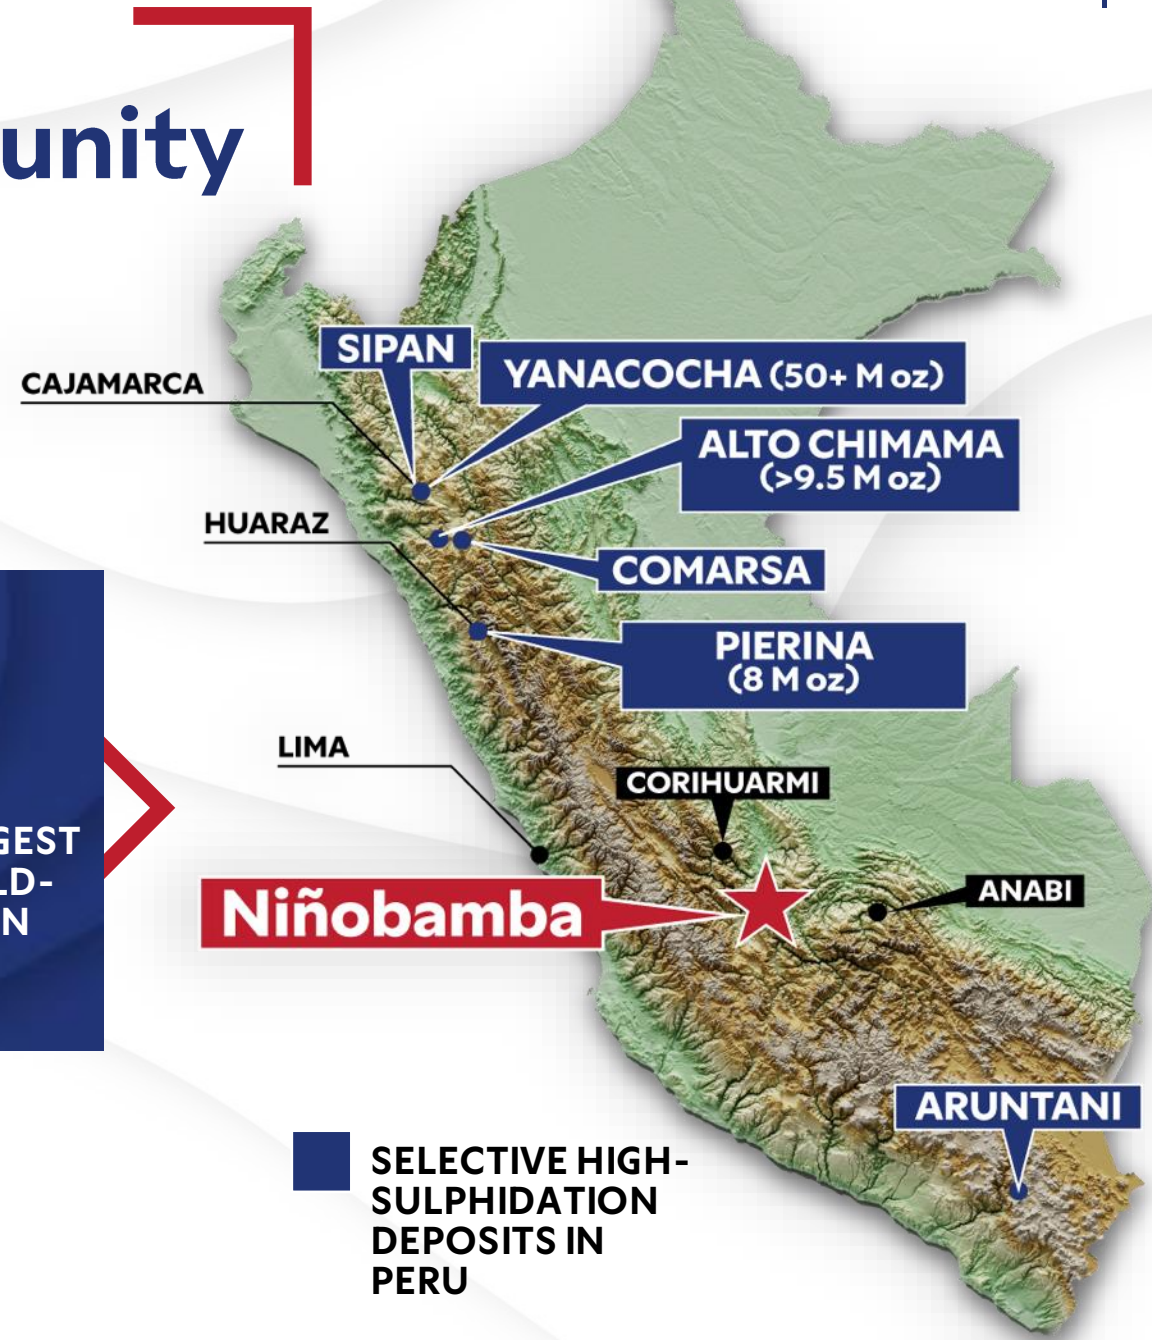 unity
SIPAN
YANACOCHA (50+ M oz)
CAJAMARCA
ALTO CHIMAMA
(>9.5 M oz)
HUARAZ
COMARSA
PIERINA
(8 M oz)
LIMA
CORIHUARMI
GEST
LD-
N
ANABI
Niñobamba
ARUNTANI
SELECTIVE HIGH-
SULPHIDATION
DEPOSITS IN
PERU